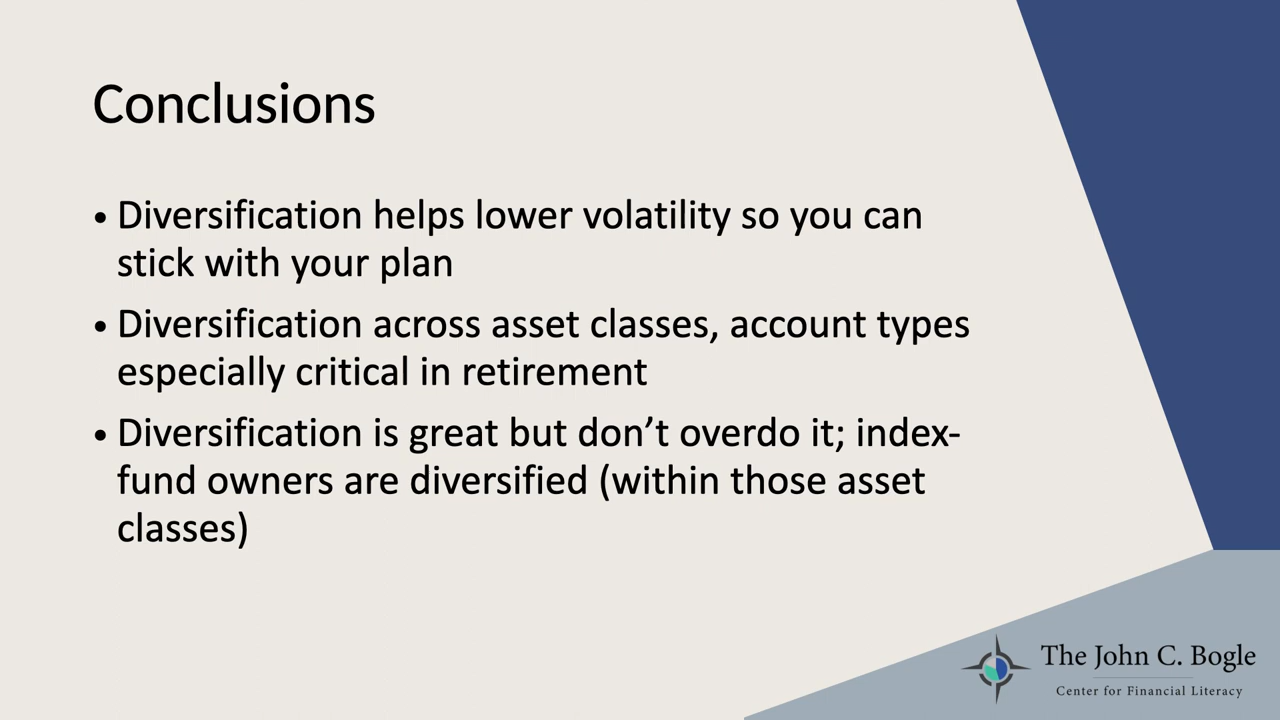 Conclusions
• Diversification helps lower volatility so you can
stick with your plan
• Diversification across asset classes, account types
especially critical in retirement
• Diversification is great but don’t overdo it; index-
fund owners are diversified (within those asset
classes)
The John C. Bogle
Center for Financial Literacy